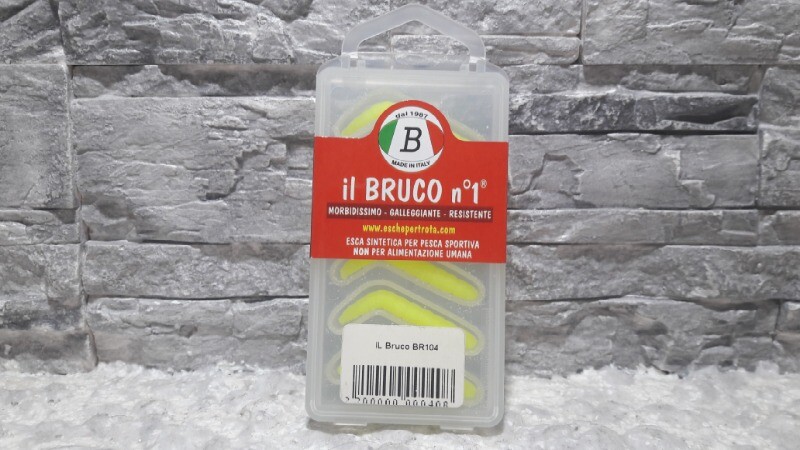 dal 1987
B
MADE IN ITALY
il BRUCO n°1®
MORBIDISSIMO - GALLEGGIANTE - RESISTENTE
www.eschepertrota.com
ESCA SINTETICA PER PESCA SPORTIVA
NON PER ALIMENTAZIONE UMANA
IL Bruco BR104